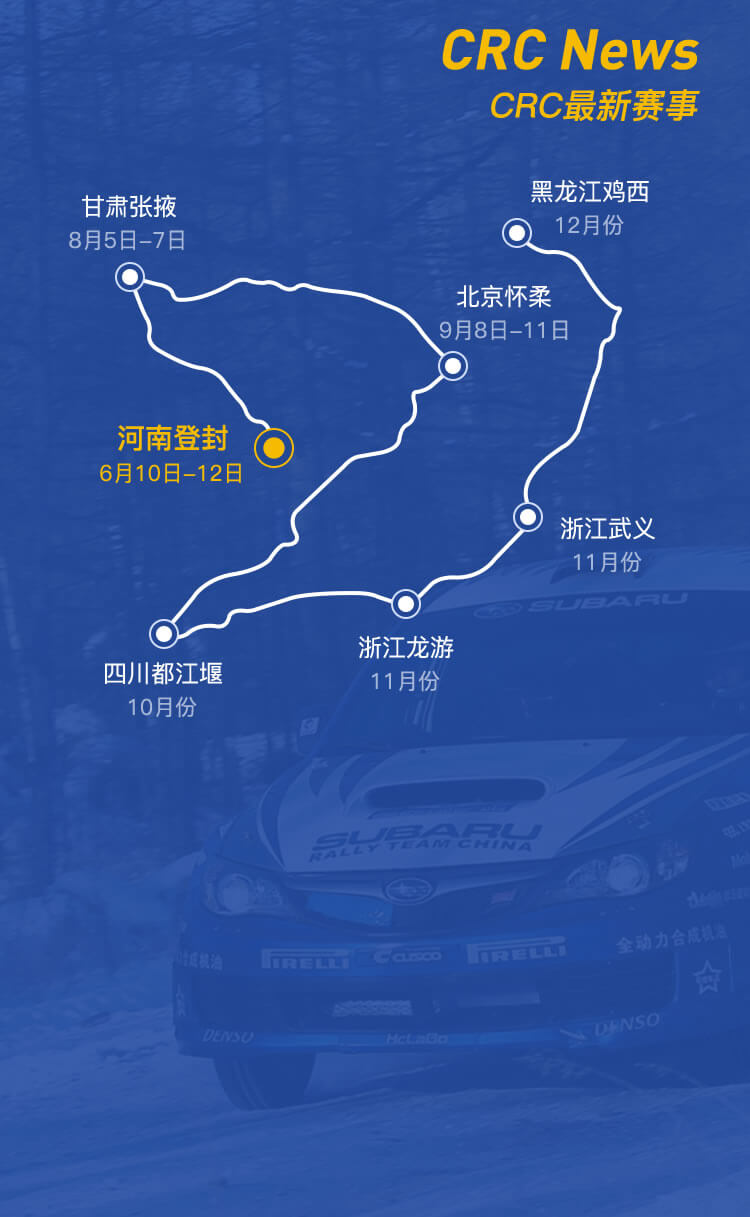 CRC News
CRC最新赛事
黑龙江鸡西
12月份
甘肃张掖
8月5日-7日
北京怀柔
9月8日-11日
河南登封
6月10日-12日
浙江武义
11月份
浙江龙游
11月份
四川都江堰
10月份
SUBARU
SUBARU
RALLY TEAM CHINA
PIRELLI
CUSCO
PIRELLI
全动力合成机油
DENSO
HcLaGo
DENSO